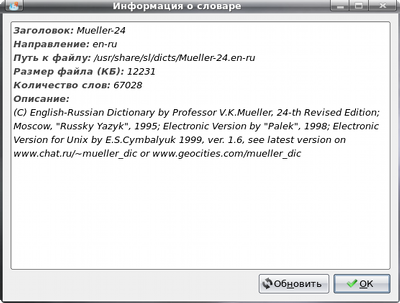 Информация о словаре
Заголовок: Mueller-24
Направление: en-ru
Путь к файлу: /usr/share/sl/dicts/Mueller-24.en-ru
Размер файла (КБ): 12231
Количество слов: 67028
Описание:
(C) English-Russian Dictionary by Professor V.K.Mueller, 24-th Revised Edition;
Moscow, "Russky Yazyk", 1995; Electronic Version by "Palek", 1998; Electronic
Version for Unix by E.S.Cymbalyuk 1999, ver. 1.6, see latest version on
www.chat.ru/~mueller_dic or www.geocities.com/mueller_dic
Обновить OK